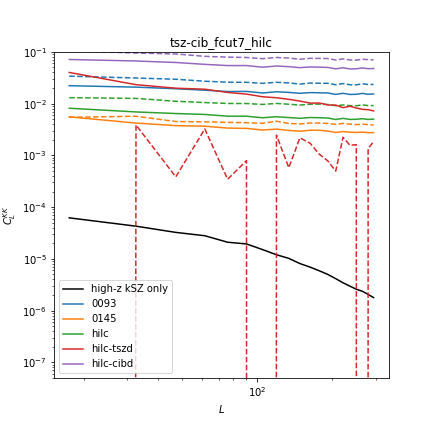 tsz-cib_fcut7_hilc
10⁻¹
10⁻²
10⁻³
10⁻⁴
10⁻⁵
10⁻⁶
10⁻⁷
C_L^{KK}
high-z kSZ only
0093
0145
hilc
hilc-tszd
hilc-cibd
10²
L